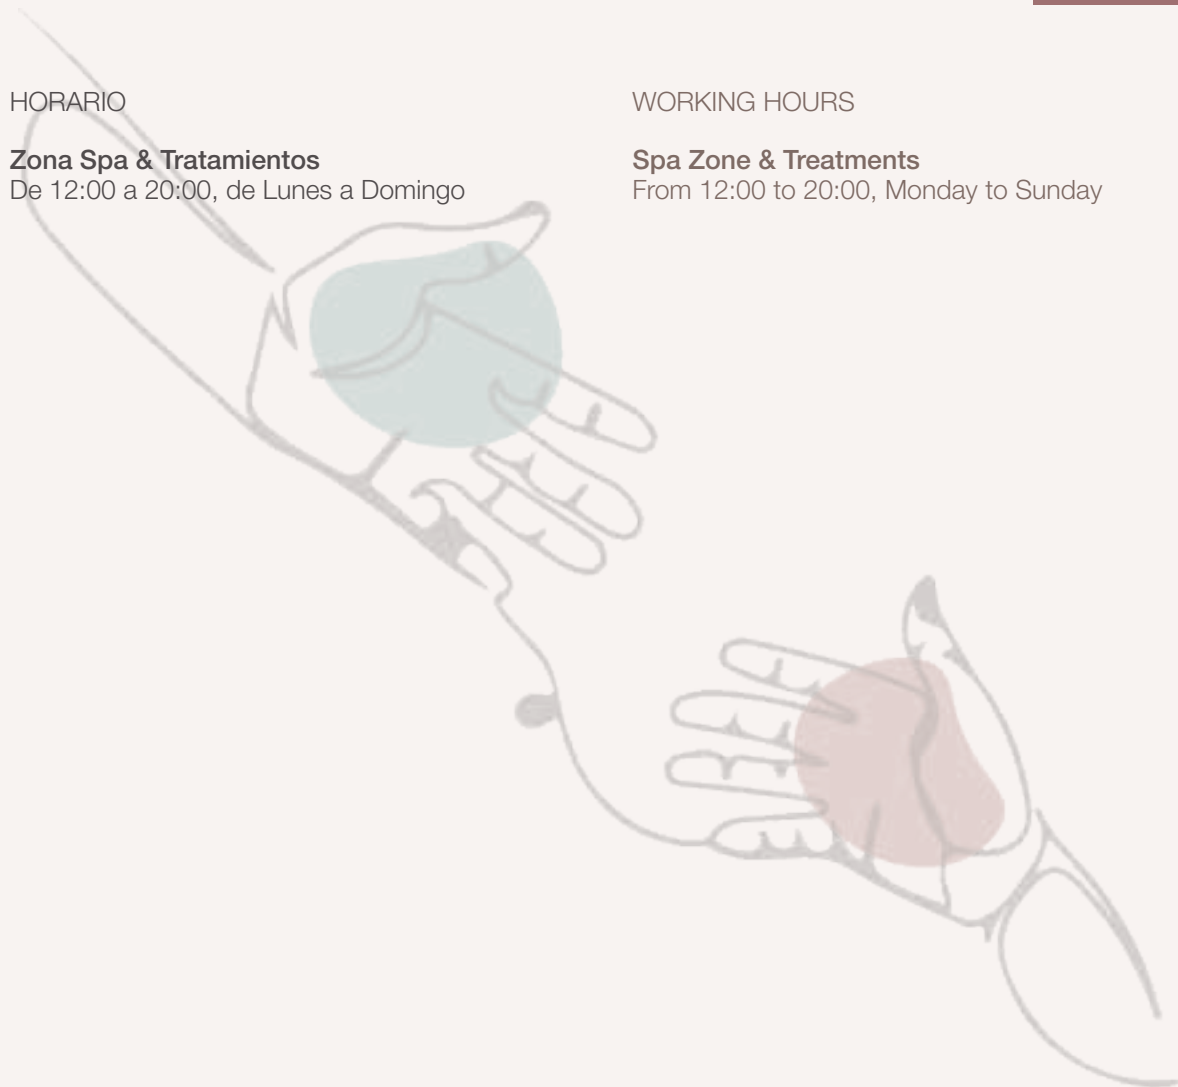 HORARIO
Zona Spa & Tratamientos
De 12:00 a 20:00, de Lunes a Domingo
WORKING HOURS
Spa Zone & Treatments
From 12:00 to 20:00, Monday to Sunday